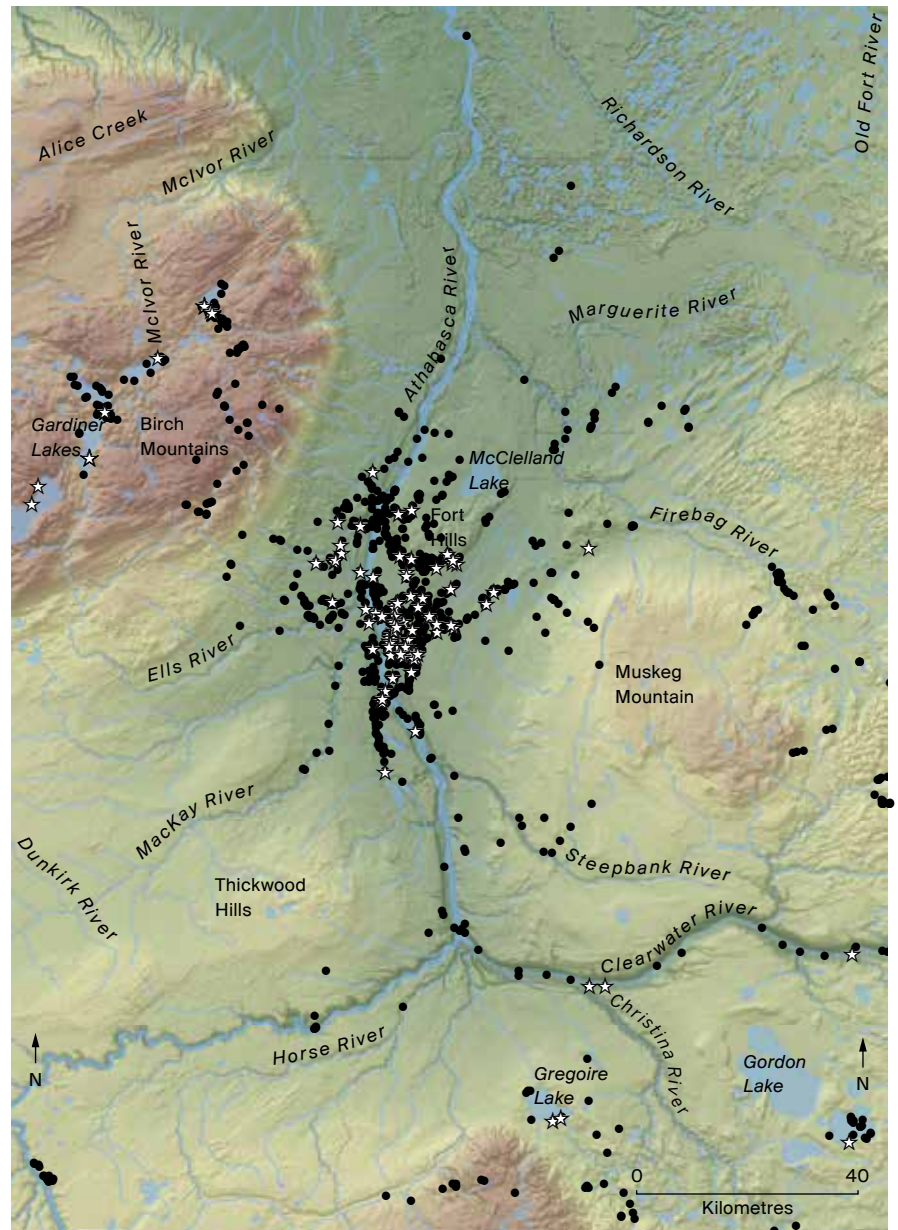 Old Fort River
Richardson River
Alice Creek
McIvor River
McIvor River
Athabasca River
Marguerite River
Gardiner
Lakes
Birch
Mountains
McClelland
Lake
Fort
Hills
Firebag River
Ells River
Muskeg
Mountain
MacKay River
Dunkirk River
Steepbank River
Thickwood
Hills
Clearwater River
Christina River
Horse River
Gordon
Lake
Gregoire
Lake
N
N
0
40
Kilometres